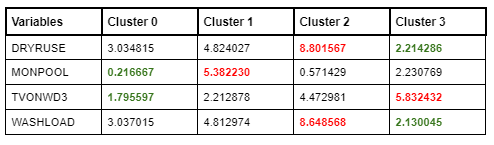 Variables Cluster 0 Cluster 1 Cluster 2 Cluster 3
DRYRUSE 3.034815 4.824027 8.801567 2.214286
MONPOOL 0.216667 5.382230 0.571429 2.230769
TVONWD3 1.795597 2.212878 4.472981 5.832432
WASHLOAD 3.037015 4.812974 8.648568 2.130045